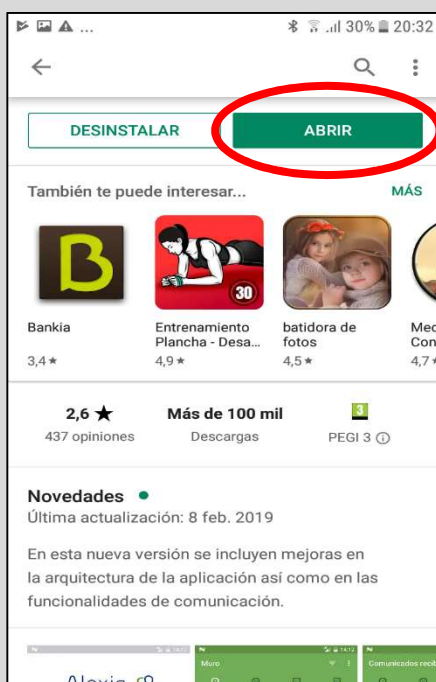 30% 20:32
DESINSTALAR ABRIR
También te puede interesar... MÁS
B
30
Bankia
Entrenamiento
Plancha - Desa...
batidora de
fotos
Med
Con
3,4 ★ 4,9 ★ 4,5 ★ 4,7 ★
2,6 ★ Más de 100 mil 3
437 opiniones Descargas PEGI 3
Novedades
Última actualización: 8 feb. 2019
En esta nueva versión se incluyen mejoras en
la arquitectura de la aplicación así como en las
funcionalidades de comunicación.
Alexia
Muro
Comunicados recib